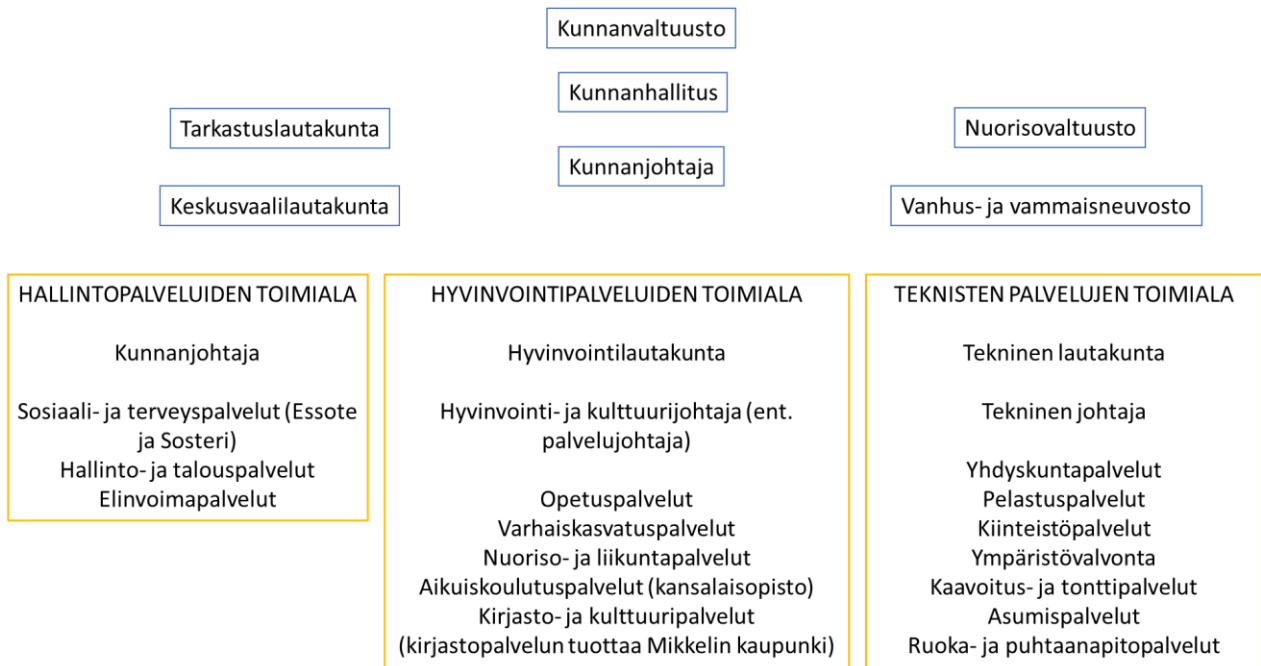 Kunnanvaltuusto
Kunnanhallitus
Tarkastuslautakunta
Nuorisovaltuusto
Kunnanjohtaja
Keskusvaalilautakunta
Vanhus- ja vammaisneuvosto
HALLINTOPALVELUIDEN TOIMIALA
Kunnanjohtaja
Sosiaali- ja terveyspalvelut (Essote
ja Sosteri)
Hallinto- ja talouspalvelut
Elinvoimapalvelut
HYVINVOINTIPALVELUIDEN TOIMIALA
Hyvinvointilautakunta
Hyvinvointi- ja kulttuurijohtaja (ent.
palvelujohtaja)
Opetuspalvelut
Varhaiskasvatuspalvelut
Nuoriso- ja liikuntapalvelut
Aikuiskoulutuspalvelut (kansalaisopisto)
Kirjasto- ja kulttuuripalvelut
(kirjastopalvelun tuottaa Mikkelin kaupunki)
TEKNISTEN PALVELUJEN TOIMIALA
Tekninen lautakunta
Tekninen johtaja
Yhdyskuntapalvelut
Pelastuspalvelut
Kiinteistöpalvelut
Ympäristövalvonta
Kaavoitus- ja tonttipalvelut
Asumispalvelut
Ruoka- ja puhtaanapitopalvelut